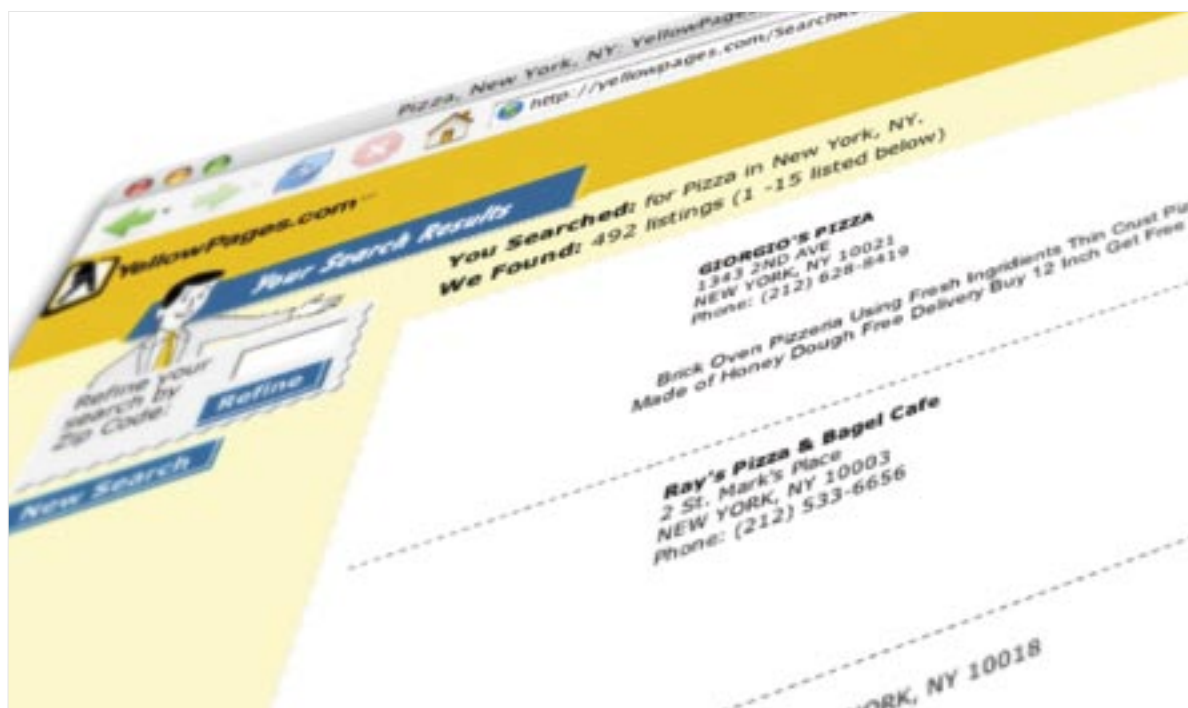 Pizza, New York, NY: YellowPages
http://yellowpages.com/Search
YellowPages.com
Your Search Results
You Searched: for Pizza in New York, NY.
We Found: 492 listings (1 -15 listed below)
Refine your
search by
Zip Code:
Refine
New Search
GIORGIO'S PIZZA
1343 2ND AVE
NEW YORK, NY 10021
Phone: (212) 628-8419
Brick Oven Pizzeria Using Fresh Ingridients Thin Crust
Made of Honey Dough Free Delivery Buy 12 Inch Get Free
Ray's Pizza & Bagel Cafe
2 St. Mark's Place
NEW YORK, NY 10003
Phone: (212) 533-6656
NY 10018